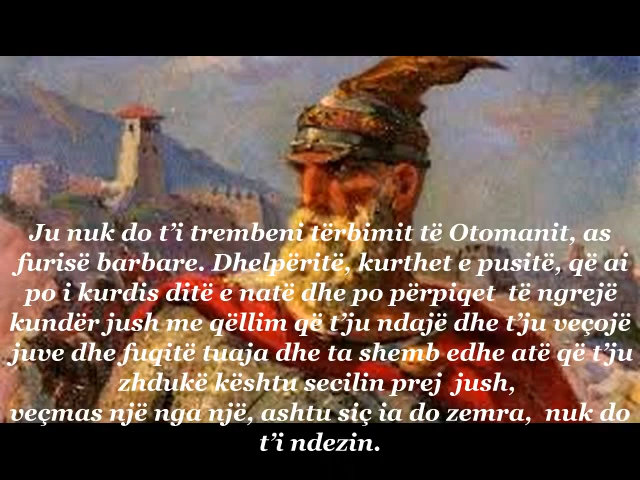 Ju nuk do t’i trembeni tërbimit të Otomanit, as
furisë barbare. Dhelpëritë, kurthet e pusitë, që ai
po i kurdis ditë e natë dhe po përpiqet të ngrejë
kundër jush me qëllim që t’ju ndajë dhe t’ju veçojë
juve dhe fuqitë tuaja dhe ta shemb edhe atë që t’ju
zhdukë kështu secilin prej jush,
veçmas një nga një, ashtu siç ia do zemra, nuk do
t’i ndezin.